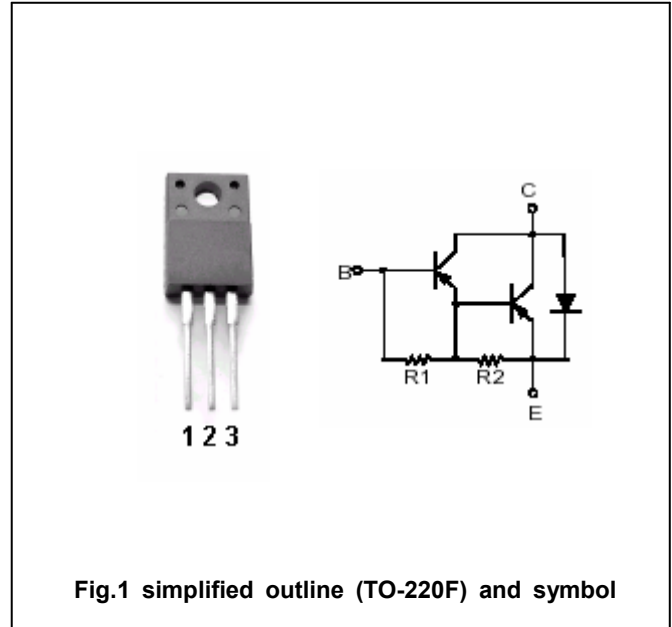 C
B
R1 R2
E
1 2 3
Fig.1 simplified outline (TO-220F) and symbol